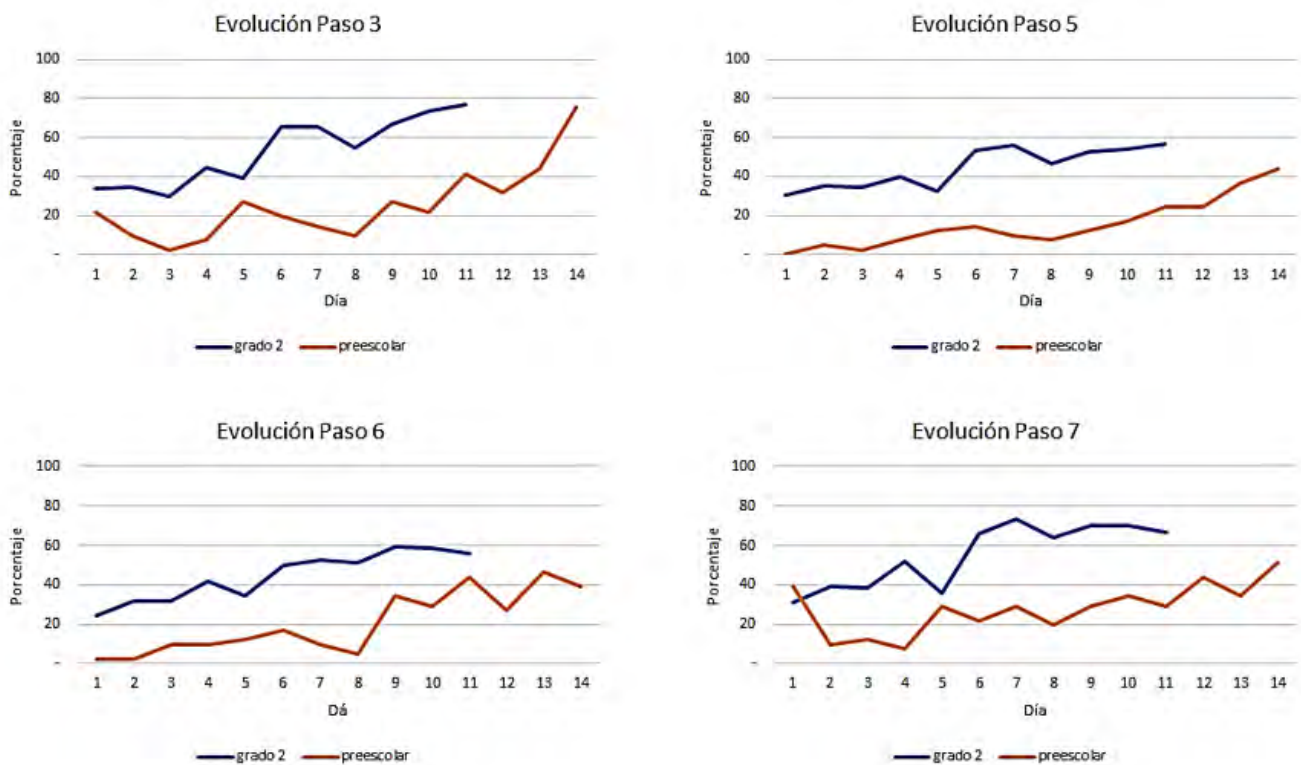 Evolución Paso 3
100
80
60
40
20
-
Porcentaje
1 2 3 4 5 6 7 8 9 10 11 12 13 14
Día
grado 2 preescolar
Evolución Paso 5
100
80
60
40
20
-
Porcentaje
1 2 3 4 5 6 7 8 9 10 11 12 13 14
Día
grado 2 preescolar
Evolución Paso 6
100
80
60
40
20
-
Porcentaje
1 2 3 4 5 6 7 8 9 10 11 12 13 14
Dá
grado 2 preescolar
Evolución Paso 7
100
80
60
40
20
-
Porcentaje
1 2 3 4 5 6 7 8 9 10 11 12 13 14
Día
grado 2 preescolar